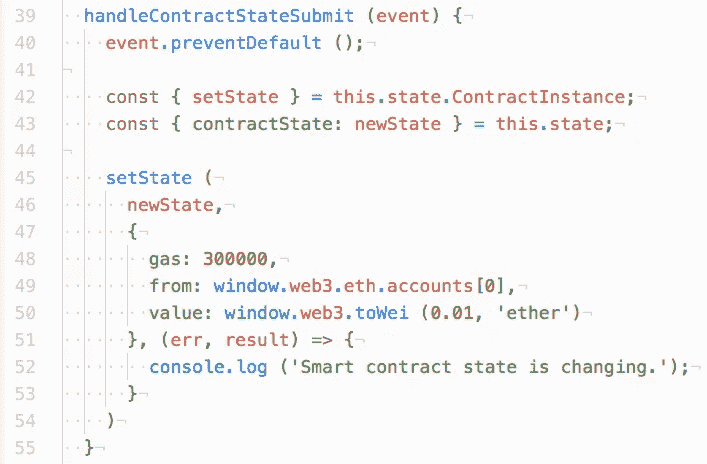 39 handleContractStateSubmit (event) {
40 event.preventDefault ();
41
42 const { setState } = this.state.ContractInstance;
43 const { contractState: newState } = this.state;
44
45 setState (
46 newState,
47 {
48 gas: 300000,
49 from: window.web3.eth.accounts[0],
50 value: window.web3.toWei (0.01, 'ether')
51 }, (err, result) => {
52 console.log ('Smart contract state is changing.');
53 }
54 )
55 }